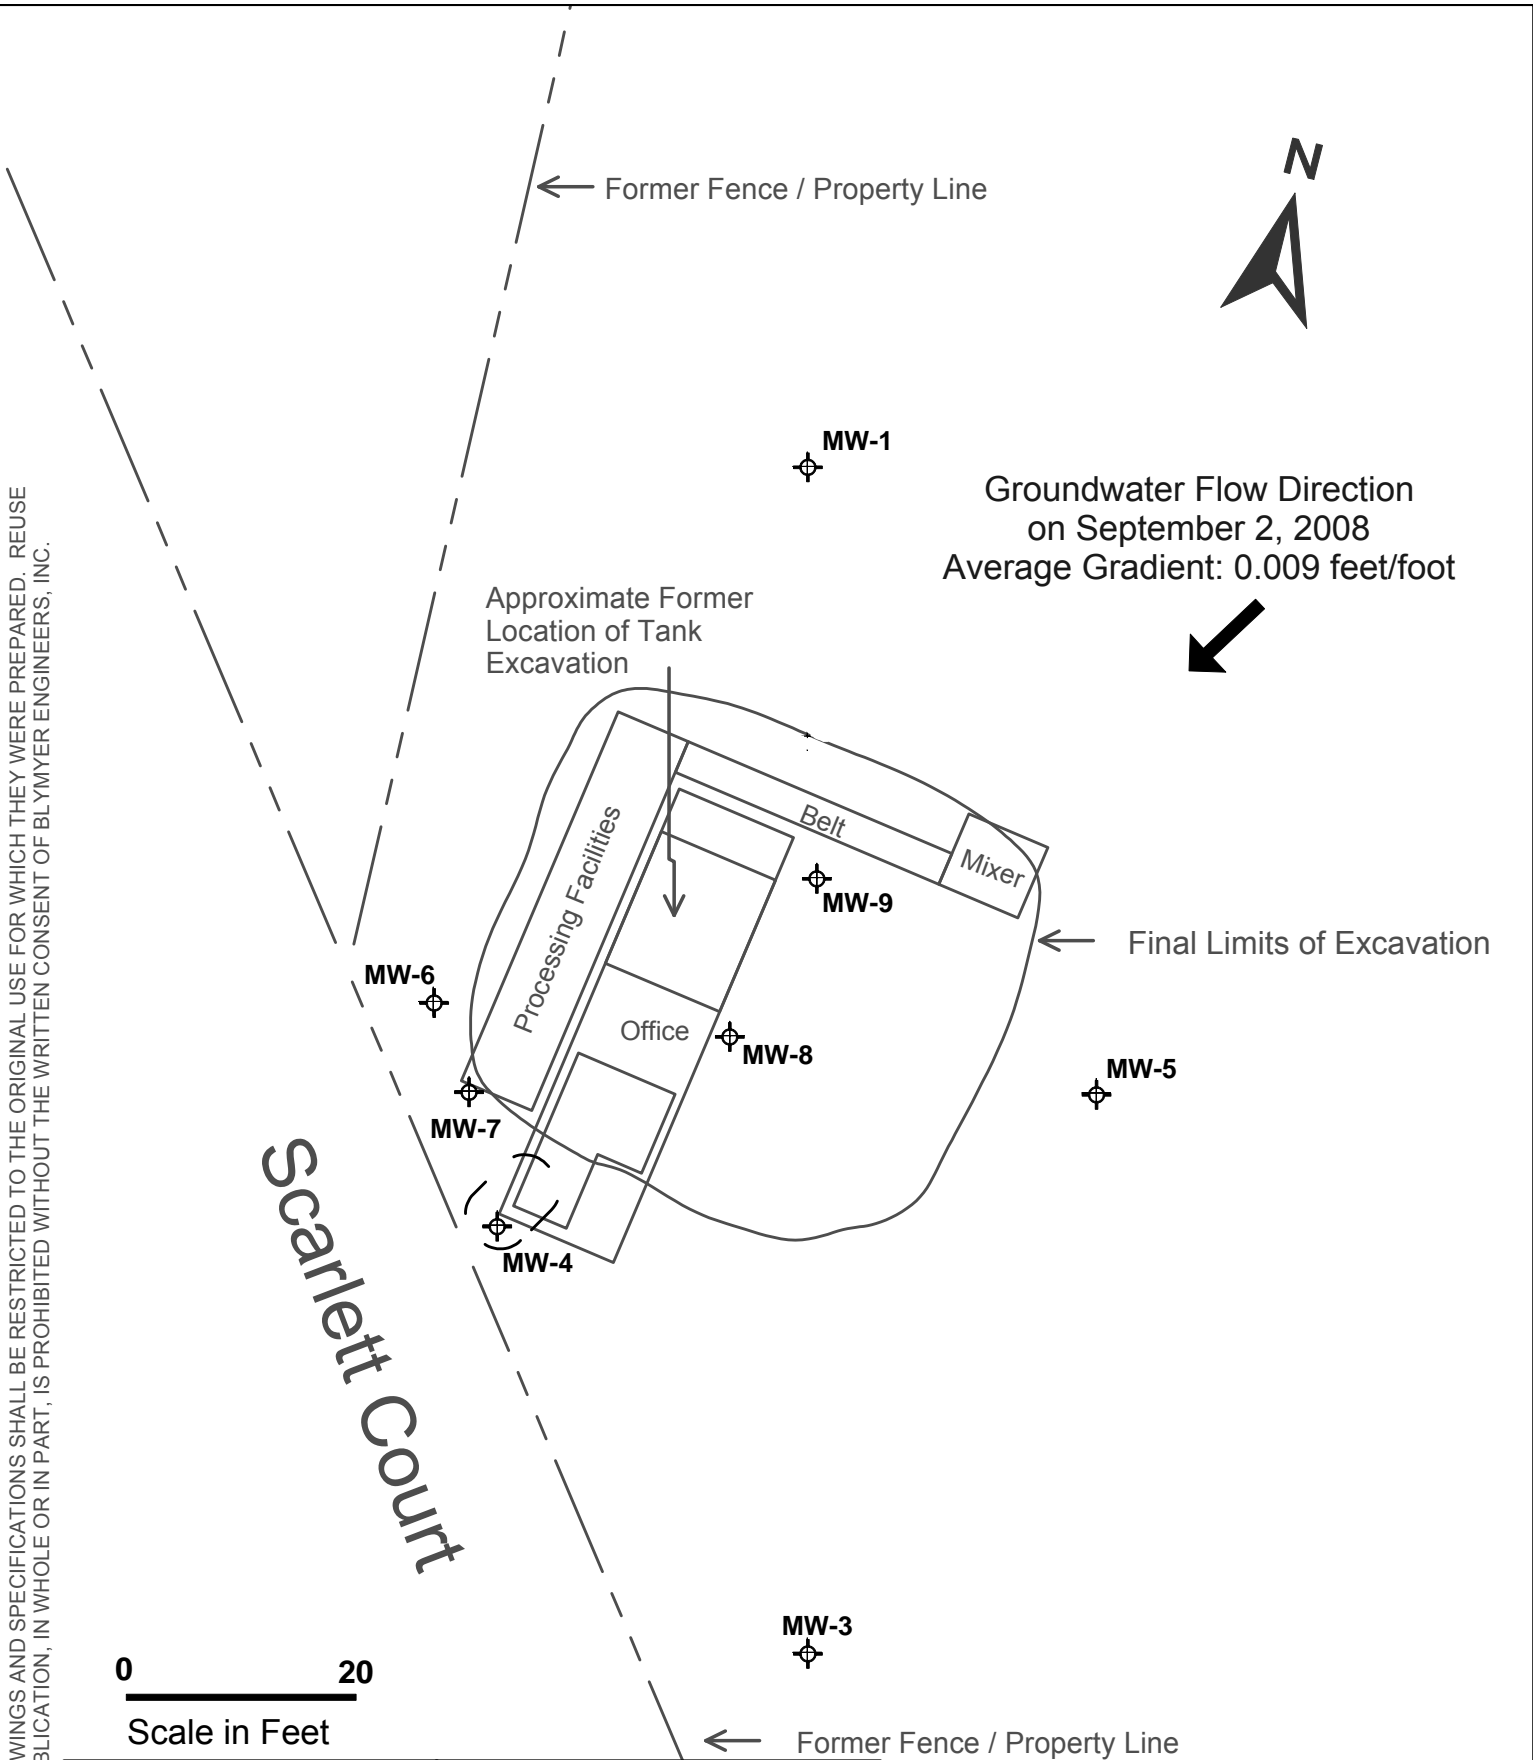 Former Fence / Property Line
N
MW-1
Groundwater Flow Direction
on September 2, 2008
Average Gradient: 0.009 feet/foot
Approximate Former
Location of Tank
Excavation
Belt
Mixer
Processing Facilities
MW-9
Final Limits of Excavation
MW-6
Office
MW-8
MW-5
MW-7
MW-4
Scarlett Court
MW-3
0 20
Scale in Feet
Former Fence / Property Line
WINGS AND SPECIFICATIONS SHALL BE RESTRICTED TO THE ORIGINAL USE FOR WHICH THEY WERE PREPARED. REUSE
BLICATION, IN WHOLE OR IN PART, IS PROHIBITED WITHOUT THE WRITTEN CONSENT OF BLYMYER ENGINEERS, INC.